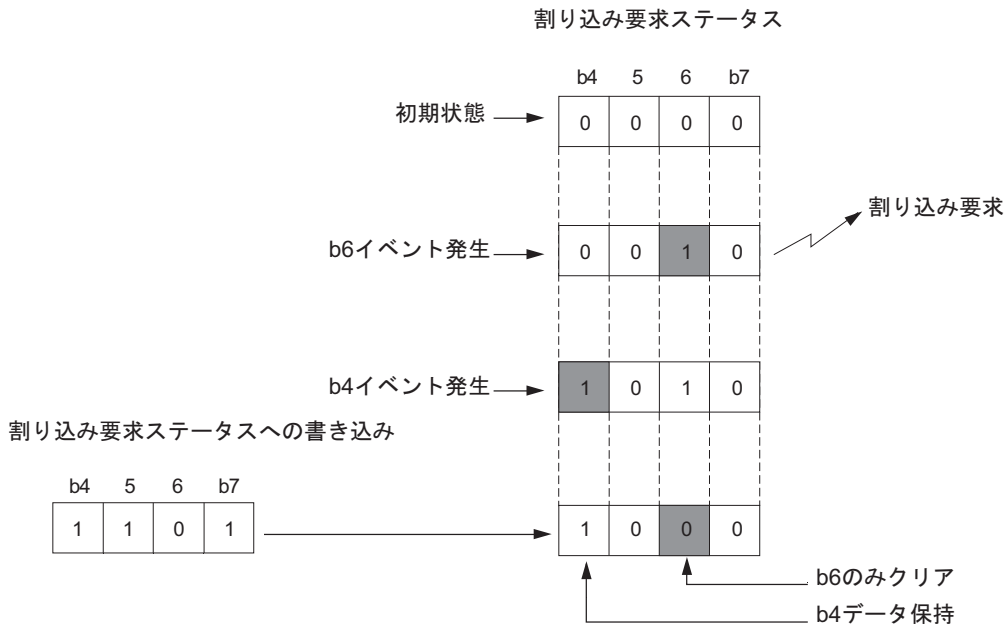 割り込み要求ステータス
b4 5 6 b7
初期状態 0 0 0 0
割り込み要求
b6イベント発生 0 0 1 0
b4イベント発生 1 0 1 0
割り込み要求ステータスへの書き込み
b4 5 6 b7
1 1 0 1 1 0 0 0
b6のみクリア
b4データ保持